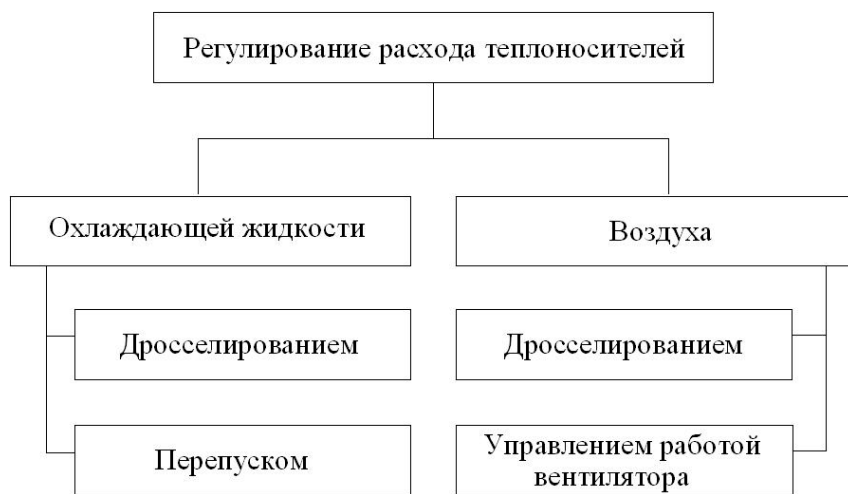 Регулирование расхода теплоносителей
Охлаждающей жидкости
Воздуха
Дросселированием
Дросселированием
Перепуском
Управлением работой
вентилятора